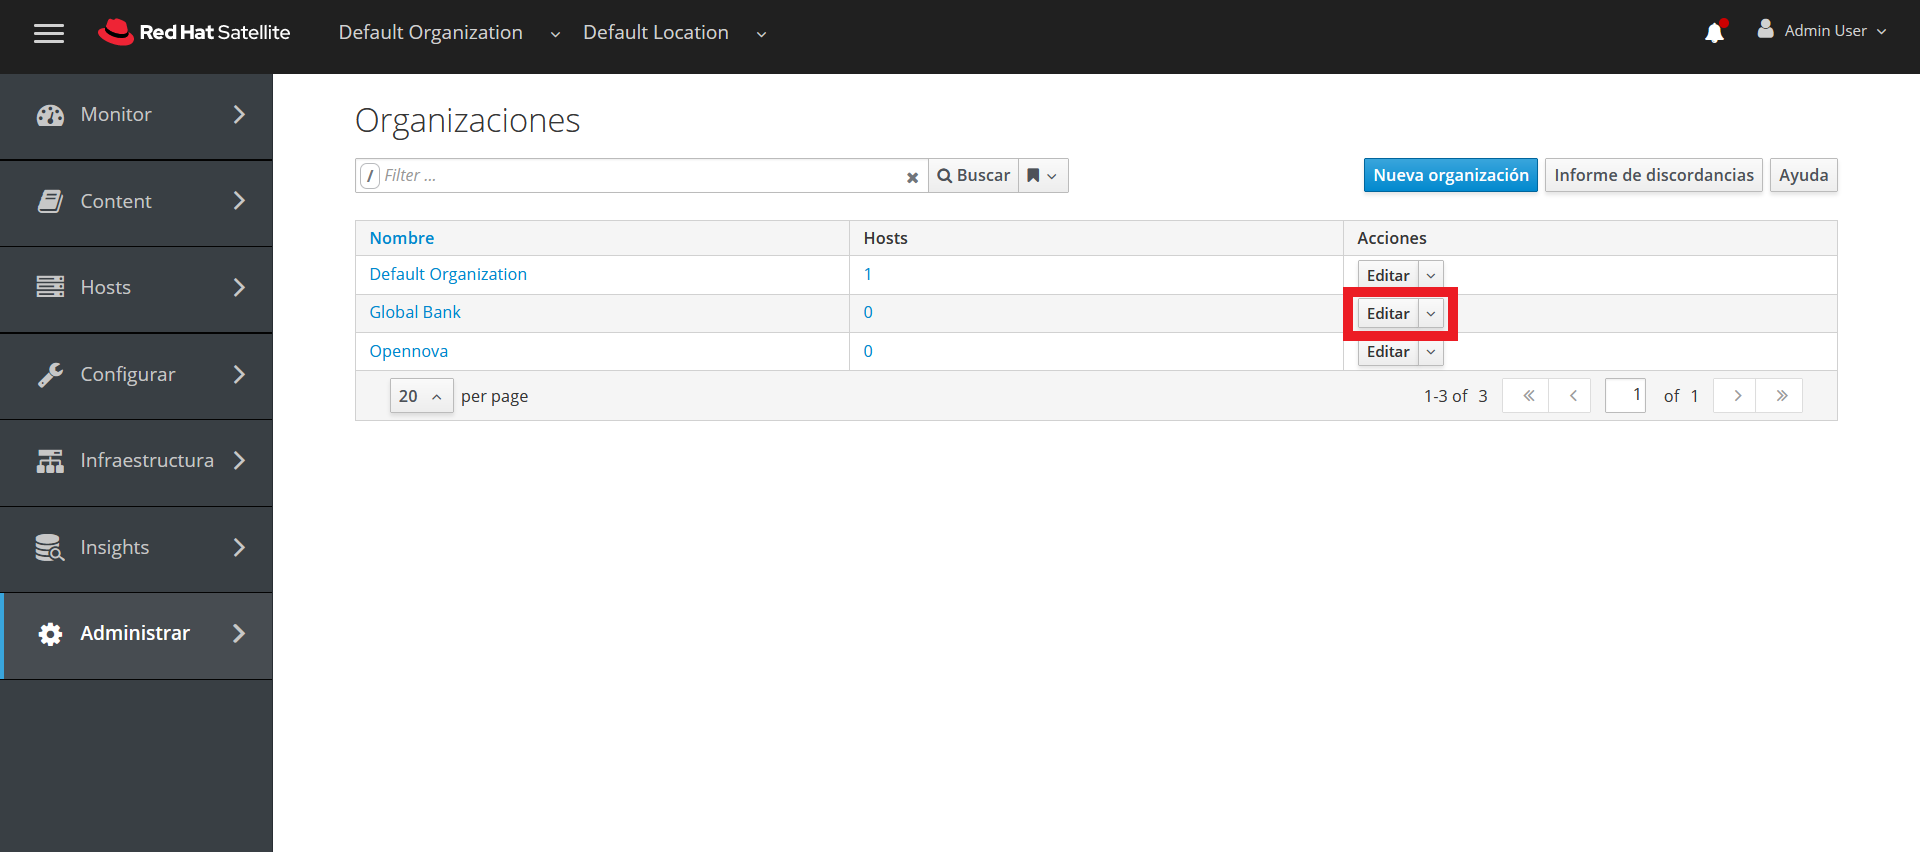 Red Hat Satellite Default Organization Default Location Admin User
Monitor
Content
Hosts
Configurar
Infraestructura
Insights
Administrar
Organizaciones
/ Filter ... Buscar Nueva organización Informe de discordancias Ayuda
Nombre Hosts Acciones
Default Organization 1 Editar
Global Bank 0 Editar
Opennova 0 Editar
20 per page 1-3 of 3 « < 1 of 1 > »